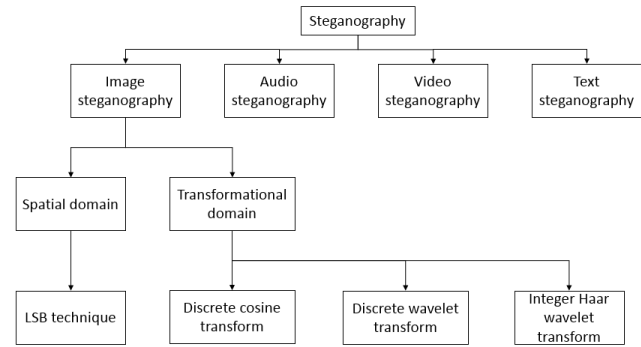 Steganography
Image
steganography
Audio
steganography
Video
steganography
Text
steganography
Spatial domain
Transformational
domain
LSB technique
Discrete cosine
transform
Discrete wavelet
transform
Integer Haar
wavelet
transform